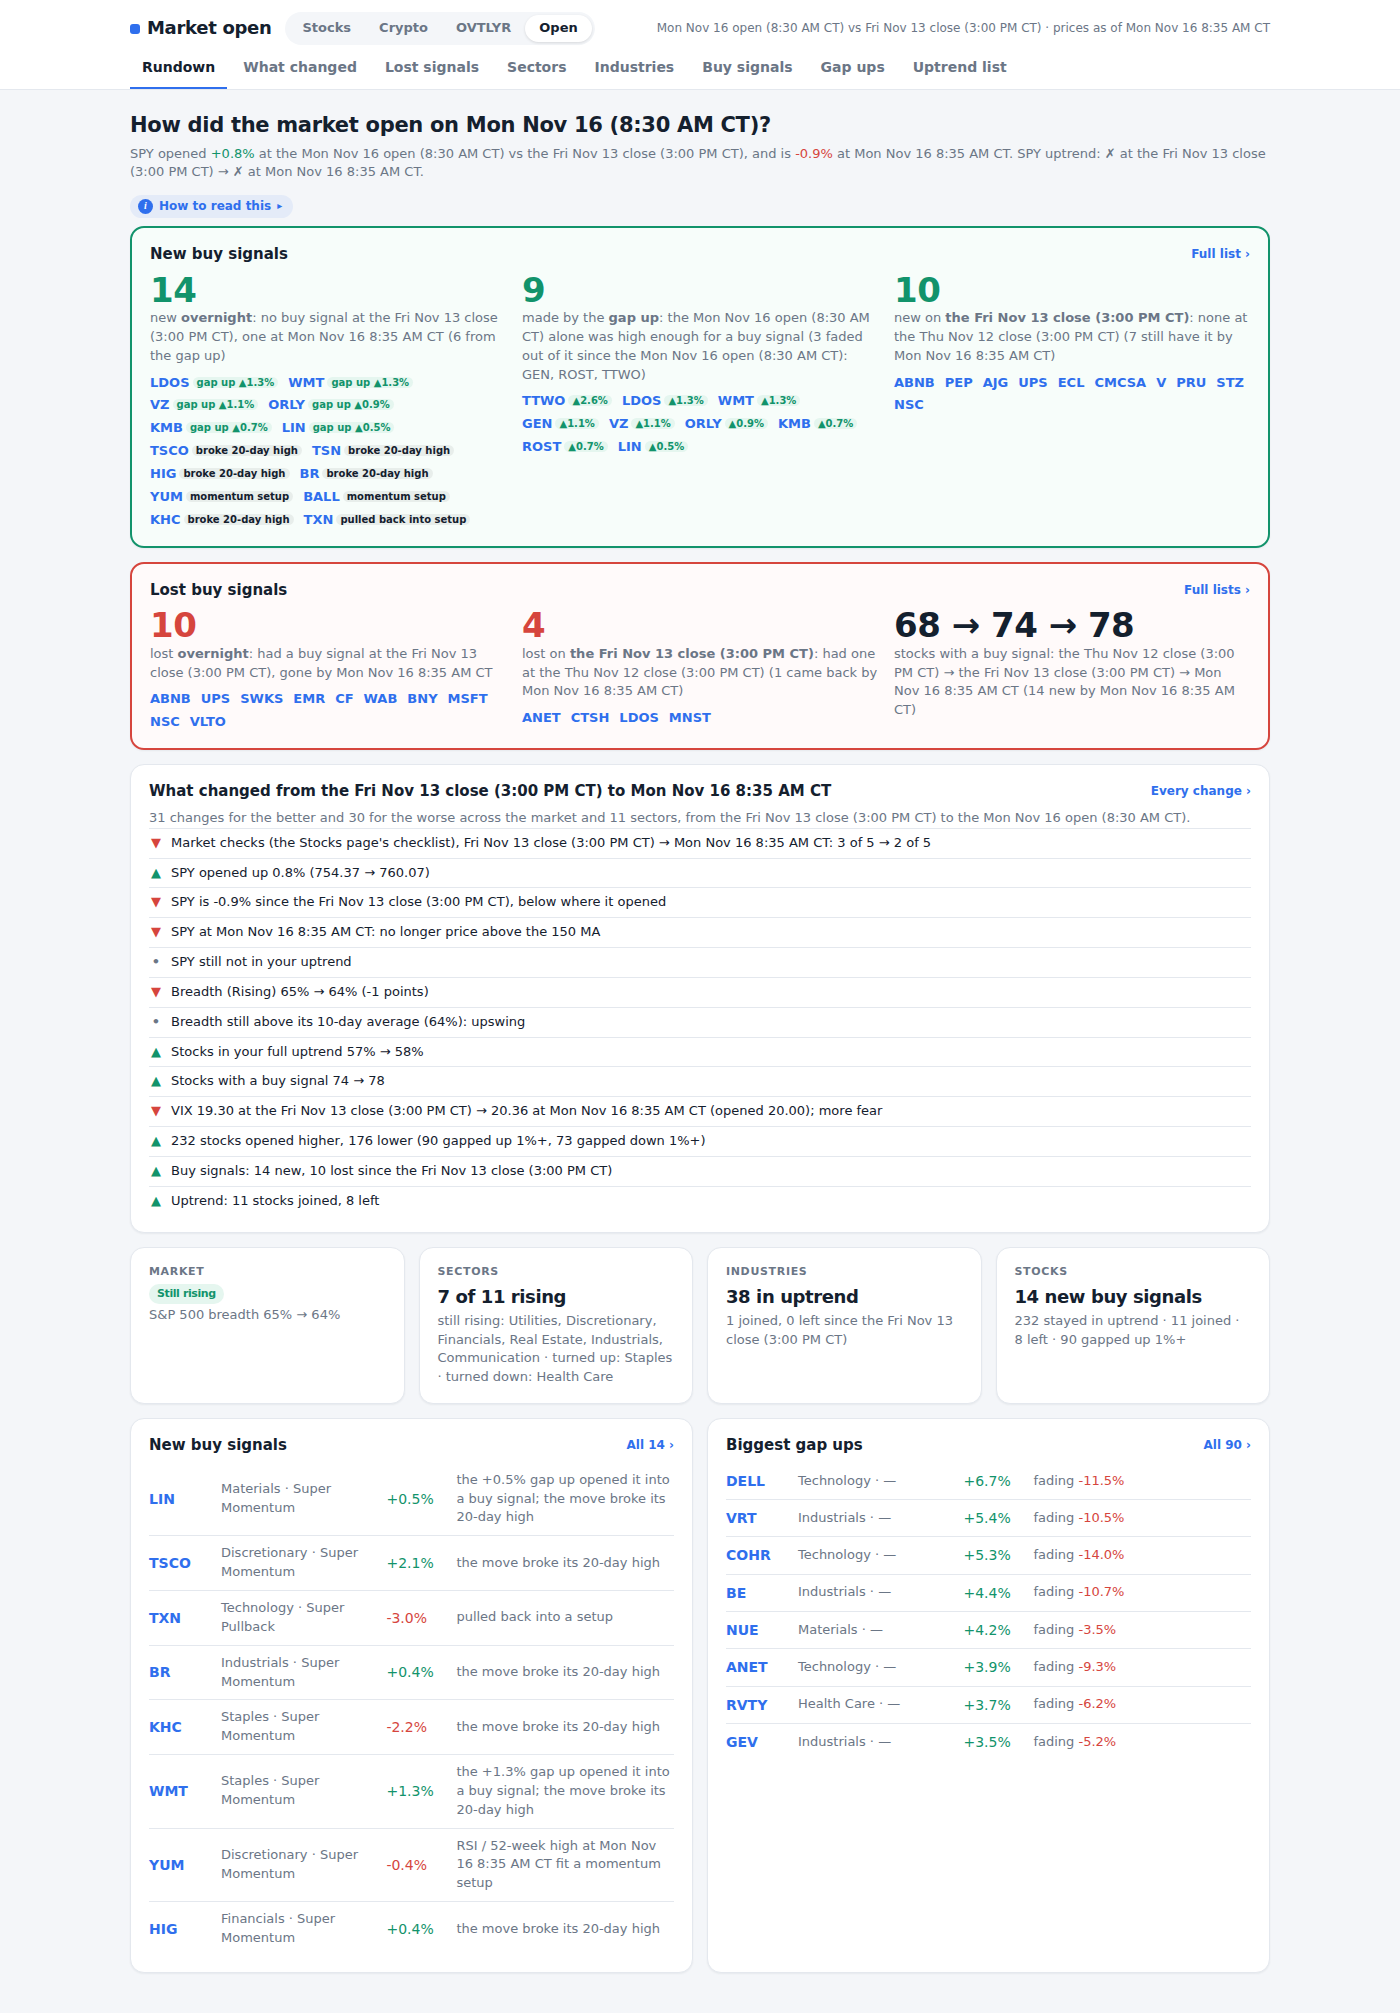 Market open
Stocks Crypto OVTLYR Open
Mon Nov 16 open (8:30 AM CT) vs Fri Nov 13 close (3:00 PM CT) · prices as of Mon Nov 16 8:35 AM CT
Rundown What changed Lost signals Sectors Industries Buy signals Gap ups Uptrend list
How did the market open on Mon Nov 16 (8:30 AM CT)?
SPY opened +0.8% at the Mon Nov 16 open (8:30 AM CT) vs the Fri Nov 13 close (3:00 PM CT), and is -0.9% at Mon Nov 16 8:35 AM CT. SPY uptrend: ✗ at the Fri Nov 13 close
(3:00 PM CT) → ✗ at Mon Nov 16 8:35 AM CT.
i How to read this ▸
New buy signals
Full list ›
14
new overnight: no buy signal at the Fri Nov 13 close
(3:00 PM CT), one at Mon Nov 16 8:35 AM CT (6 from
the gap up)
LDOS gap up ▲1.3% WMT gap up ▲1.3%
VZ gap up ▲1.1% ORLY gap up ▲0.9%
KMB gap up ▲0.7% LIN gap up ▲0.5%
TSCO broke 20-day high TSN broke 20-day high
HIG broke 20-day high BR broke 20-day high
YUM momentum setup BALL momentum setup
KHC broke 20-day high TXN pulled back into setup
9
made by the gap up: the Mon Nov 16 open (8:30 AM
CT) alone was high enough for a buy signal (3 faded
out of it since the Mon Nov 16 open (8:30 AM CT):
GEN, ROST, TTWO)
TTWO ▲2.6% LDOS ▲1.3% WMT ▲1.3%
GEN ▲1.1% VZ ▲1.1% ORLY ▲0.9% KMB ▲0.7%
ROST ▲0.7% LIN ▲0.5%
10
new on the Fri Nov 13 close (3:00 PM CT): none at
the Thu Nov 12 close (3:00 PM CT) (7 still have it by
Mon Nov 16 8:35 AM CT)
ABNB PEP AJG UPS ECL CMCSA V PRU STZ
NSC
Lost buy signals
Full lists ›
10
lost overnight: had a buy signal at the Fri Nov 13
close (3:00 PM CT), gone by Mon Nov 16 8:35 AM CT
ABNB UPS SWKS EMR CF WAB BNY MSFT
NSC VLTO
4
lost on the Fri Nov 13 close (3:00 PM CT): had one
at the Thu Nov 12 close (3:00 PM CT) (1 came back by
Mon Nov 16 8:35 AM CT)
ANET CTSH LDOS MNST
68 → 74 → 78
stocks with a buy signal: the Thu Nov 12 close (3:00
PM CT) → the Fri Nov 13 close (3:00 PM CT) → Mon
Nov 16 8:35 AM CT (14 new by Mon Nov 16 8:35 AM
CT)
What changed from the Fri Nov 13 close (3:00 PM CT) to Mon Nov 16 8:35 AM CT
Every change ›
31 changes for the better and 30 for the worse across the market and 11 sectors, from the Fri Nov 13 close (3:00 PM CT) to the Mon Nov 16 open (8:30 AM CT).
▼ Market checks (the Stocks page's checklist), Fri Nov 13 close (3:00 PM CT) → Mon Nov 16 8:35 AM CT: 3 of 5 → 2 of 5
▲ SPY opened up 0.8% (754.37 → 760.07)
▼ SPY is -0.9% since the Fri Nov 13 close (3:00 PM CT), below where it opened
▼ SPY at Mon Nov 16 8:35 AM CT: no longer price above the 150 MA
• SPY still not in your uptrend
▼ Breadth (Rising) 65% → 64% (-1 points)
• Breadth still above its 10-day average (64%): upswing
▲ Stocks in your full uptrend 57% → 58%
▲ Stocks with a buy signal 74 → 78
▼ VIX 19.30 at the Fri Nov 13 close (3:00 PM CT) → 20.36 at Mon Nov 16 8:35 AM CT (opened 20.00); more fear
▲ 232 stocks opened higher, 176 lower (90 gapped up 1%+, 73 gapped down 1%+)
▲ Buy signals: 14 new, 10 lost since the Fri Nov 13 close (3:00 PM CT)
▲ Uptrend: 11 stocks joined, 8 left
MARKET
Still rising
S&P 500 breadth 65% → 64%
SECTORS
7 of 11 rising
still rising: Utilities, Discretionary,
Financials, Real Estate, Industrials,
Communication · turned up: Staples
· turned down: Health Care
INDUSTRIES
38 in uptrend
1 joined, 0 left since the Fri Nov 13
close (3:00 PM CT)
STOCKS
14 new buy signals
232 stayed in uptrend · 11 joined ·
8 left · 90 gapped up 1%+
New buy signals
All 14 ›
LIN Materials · Super Momentum +0.5% the +0.5% gap up opened it into a buy signal; the move broke its 20-day high
TSCO Discretionary · Super Momentum +2.1% the move broke its 20-day high
TXN Technology · Super Pullback -3.0% pulled back into a setup
BR Industrials · Super Momentum +0.4% the move broke its 20-day high
KHC Staples · Super Momentum -2.2% the move broke its 20-day high
WMT Staples · Super Momentum +1.3% the +1.3% gap up opened it into a buy signal; the move broke its 20-day high
YUM Discretionary · Super Momentum -0.4% RSI / 52-week high at Mon Nov 16 8:35 AM CT fit a momentum setup
HIG Financials · Super Momentum +0.4% the move broke its 20-day high
Biggest gap ups
All 90 ›
DELL Technology · — +6.7% fading -11.5%
VRT Industrials · — +5.4% fading -10.5%
COHR Technology · — +5.3% fading -14.0%
BE Industrials · — +4.4% fading -10.7%
NUE Materials · — +4.2% fading -3.5%
ANET Technology · — +3.9% fading -9.3%
RVTY Health Care · — +3.7% fading -6.2%
GEV Industrials · — +3.5% fading -5.2%